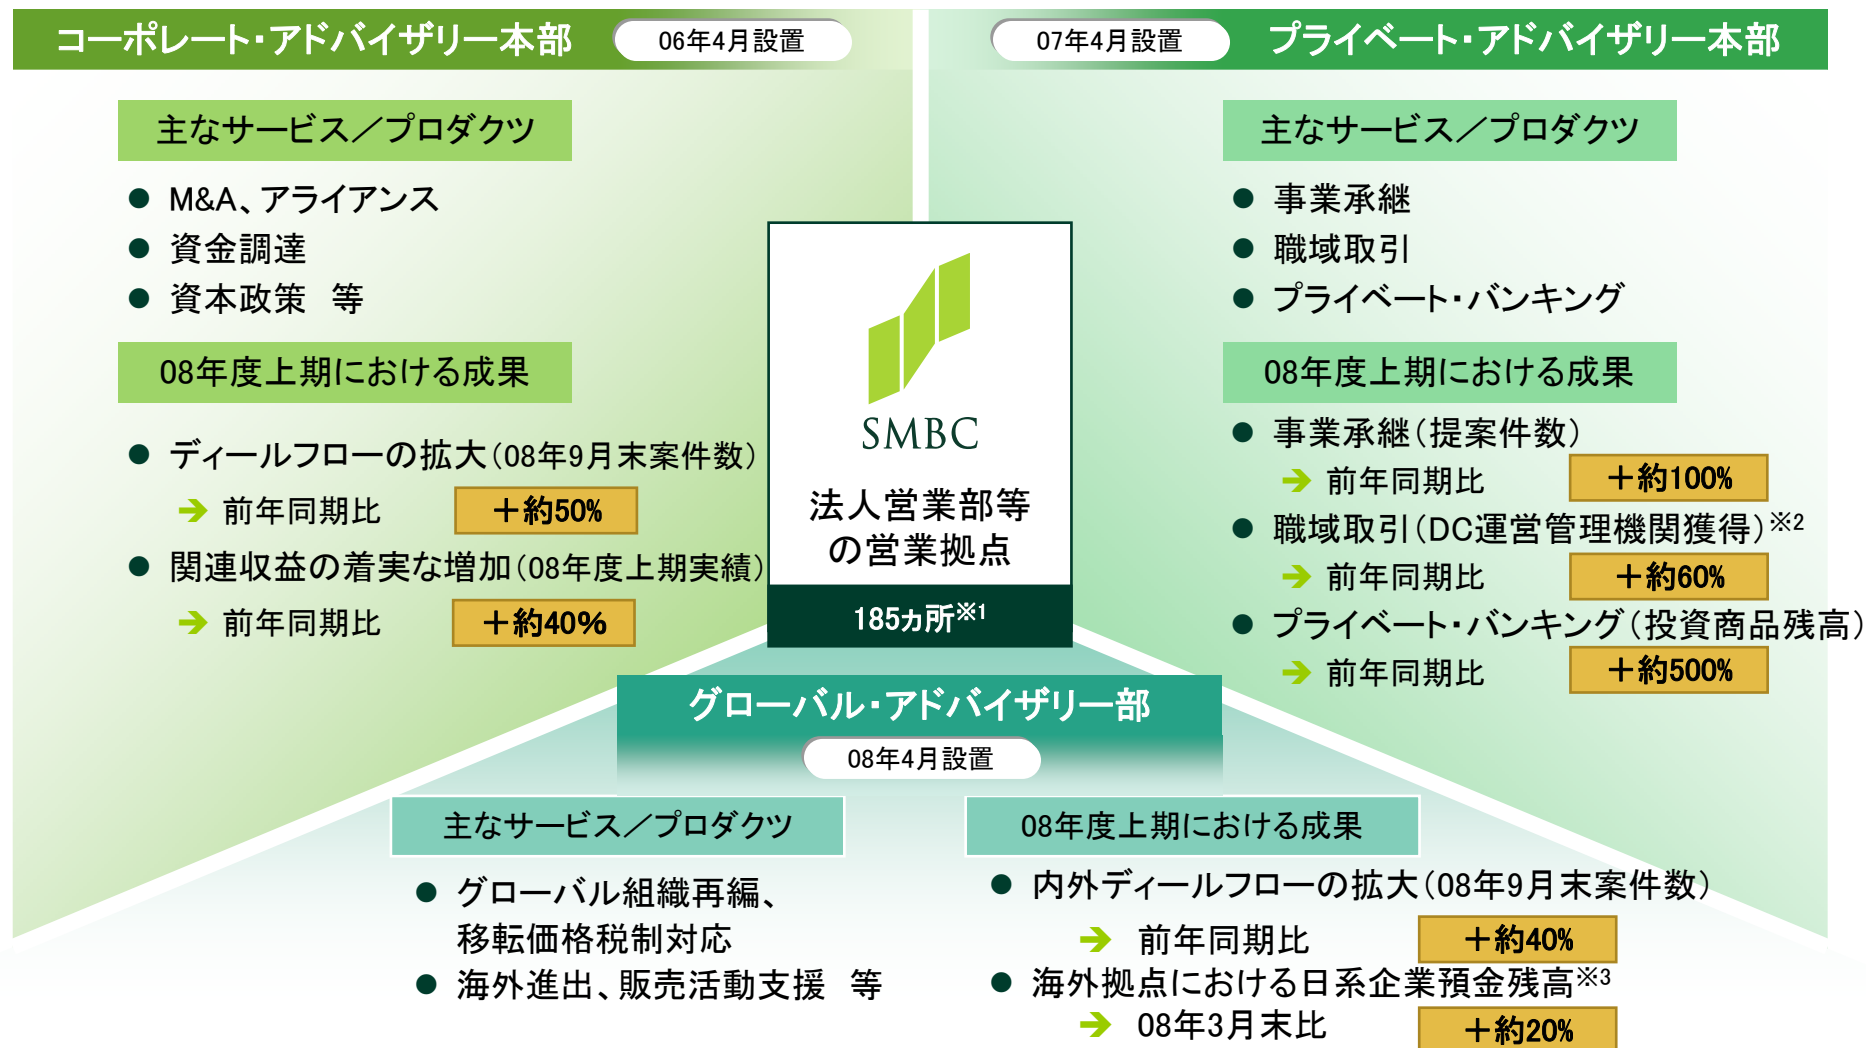 コーポレート・アドバイザリー本部
06年4月設置
主なサービス／プロダクツ
● M&A、アライアンス
● 資金調達
● 資本政策　等
08年度上期における成果
● ディールフローの拡大（08年9月末案件数）
➔ 前年同期比 ＋約50%
● 関連収益の着実な増加（08年度上期実績）
➔ 前年同期比 ＋約40%
07年4月設置
プライベート・アドバイザリー本部
主なサービス／プロダクツ
● 事業承継
● 職域取引
● プライベート・バンキング
08年度上期における成果
● 事業承継（提案件数）
➔ 前年同期比 ＋約100%
● 職域取引（DC運営管理機関獲得）※2
➔ 前年同期比 ＋約60%
● プライベート・バンキング（投資商品残高）
➔ 前年同期比 ＋約500%
SMBC
法人営業部等
の営業拠点
185ヵ所※1
グローバル・アドバイザリー部
08年4月設置
主なサービス／プロダクツ
● グローバル組織再編、
移転価格税制対応
● 海外進出、販売活動支援　等
08年度上期における成果
● 内外ディールフローの拡大（08年9月末案件数）
➔ 前年同期比 ＋約40%
● 海外拠点における日系企業預金残高※3
➔ 08年3月末比 ＋約20%